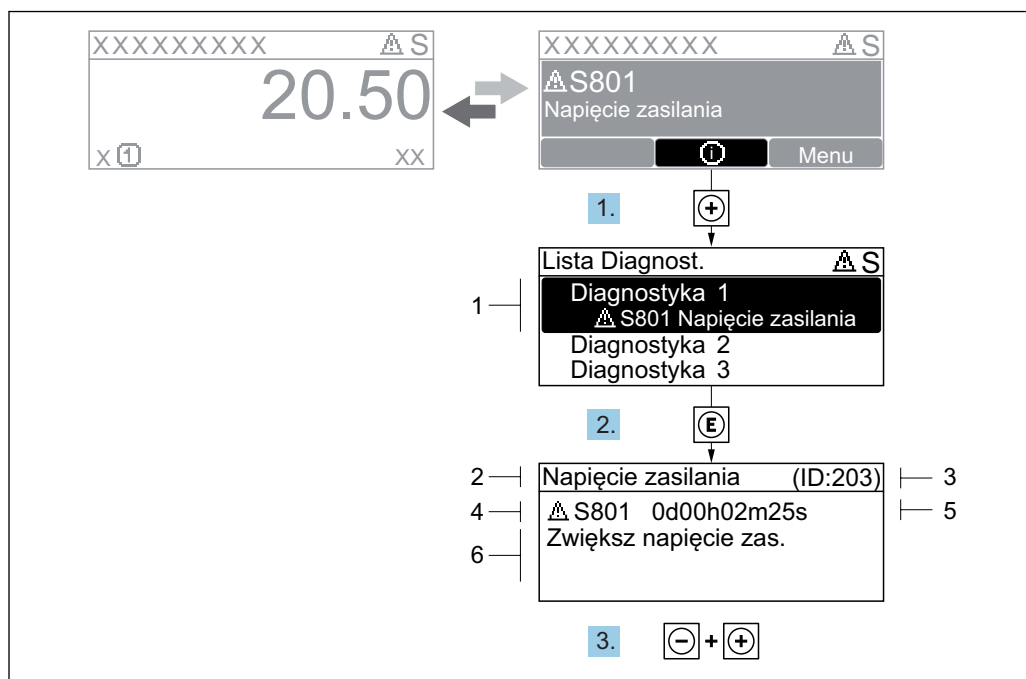 XXXXXXXXX ⚠ S
20.50
X 1 XX
XXXXXXXXX ⚠ S
⚠S801
Napięcie zasilania
i Menu
1. +
Lista Diagnost. ⚠ S
1
Diagnostyka 1
⚠ S801 Napięcie zasilania
Diagnostyka 2
Diagnostyka 3
2. E
2 Napięcie zasilania (ID:203) 3
4 ⚠ S801 0d00h02m25s 5
6 Zwiększ napięcie zas.
3. - + +